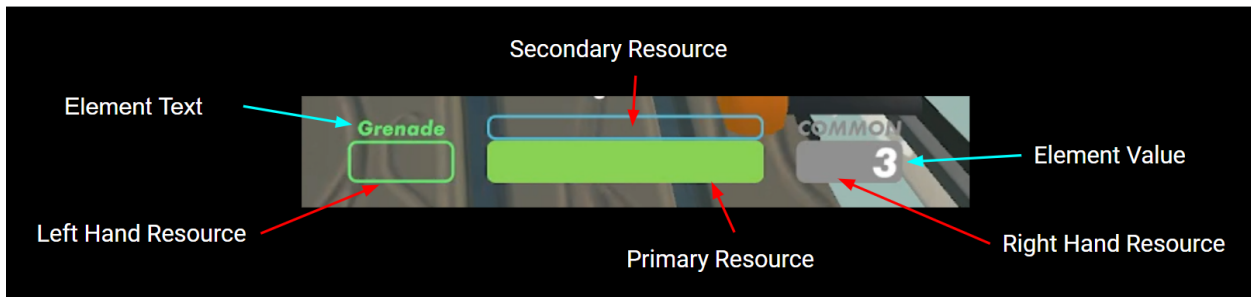 Secondary Resource
Element Text
Grenade
COMMON
3
Element Value
Left Hand Resource
Primary Resource
Right Hand Resource